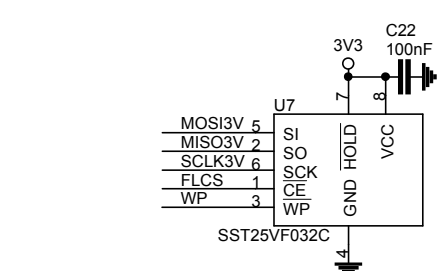 C22
3V3 100nF
7 8
U7
MOSI3V 5 SI
MISO3V 2 SO
SCLK3V 6 SCK
FLCS 1 CE
WP 3 WP
HOLD VCC
GND
SST25VF032C
4